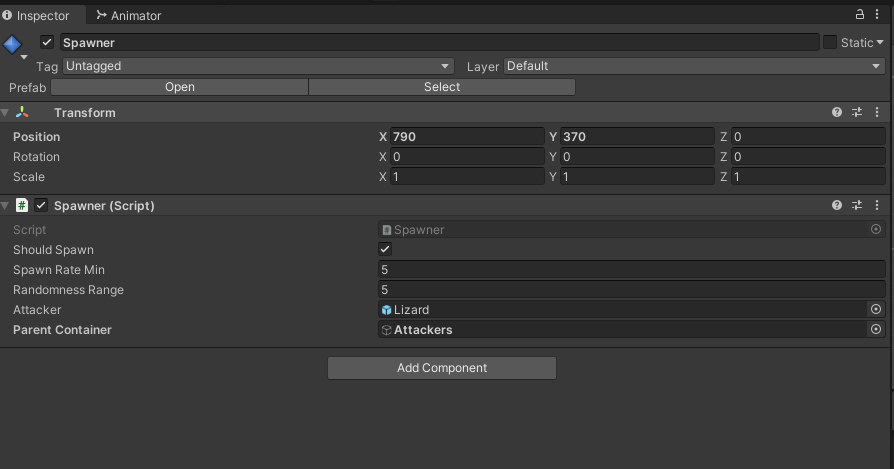 Inspector Animator
Spawner Static
Tag Untagged Layer Default
Prefab Open Select
Transform
Position X 790 Y 370 Z 0
Rotation X 0 Y 0 Z 0
Scale X 1 Y 1 Z 1
# Spawner (Script)
Script # Spawner
Should Spawn
Spawn Rate Min 5
Randomness Range 5
Attacker Lizard
Parent Container Attackers
Add Component